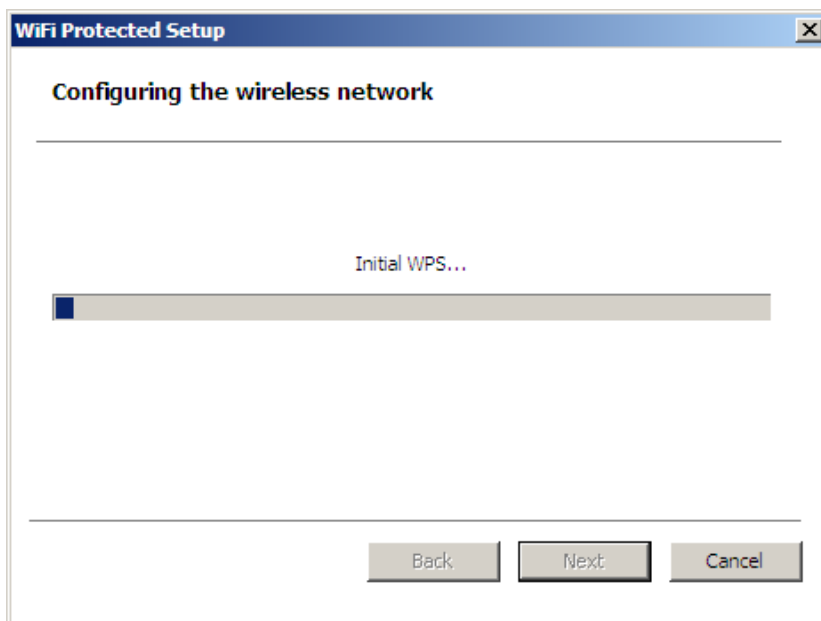 WiFi Protected Setup
Configuring the wireless network
Initial WPS...
Back Next Cancel